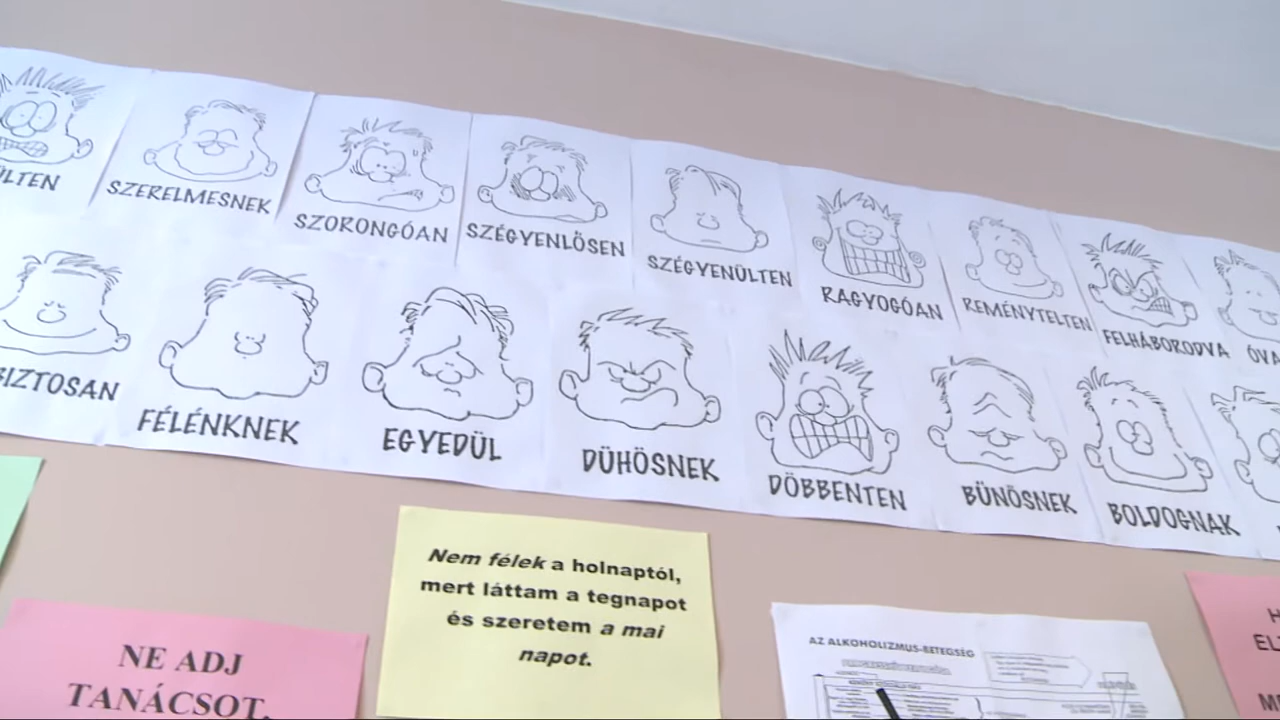 ÜLTEN
SZERELMESNEK
SZORONGÓAN
SZÉGYENLŐSEN
SZÉGYENÜLTEN
RAGYOGÓAN
REMÉNYTELTEN
FELHÁBORODVA
ÓVA
BIZTOSAN
FÉLÉNKNEK
EGYEDÜL
DÜHÖSNEK
DÖBBENTEN
BŰNÖSNEK
BOLDOGNAK
NE ADJ
TANÁCSOT.
Nem félek a holnaptól,
mert láttam a tegnapot
és szeretem a mai
napot.
AZ ALKOHOLIZMUS-BETEGSÉG